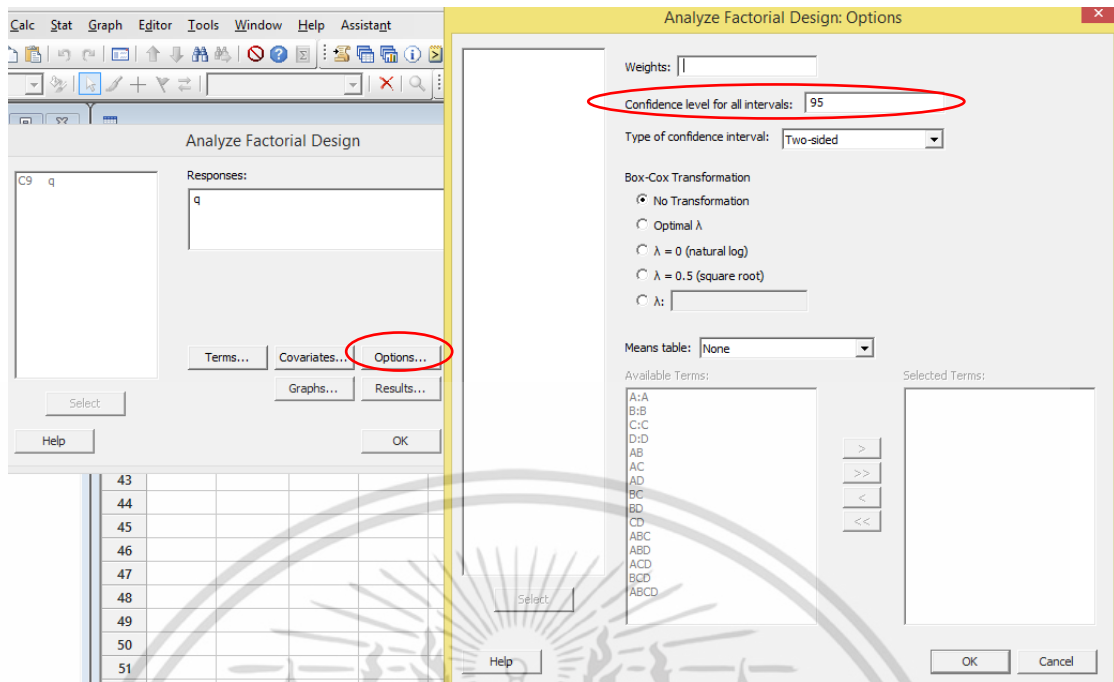 Calc Stat Graph Editor Tools Window Help Assistant
Analyze Factorial Design
C9 q
Responses:
q
Terms...
Covariates...
Options...
Graphs...
Results...
Select
Help
OK
43
44
45
46
47
48
49
50
51
Analyze Factorial Design: Options
Weights:
Confidence level for all intervals: 95
Type of confidence interval: Two-sided
Box-Cox Transformation
No Transformation
Optimal λ
λ = 0 (natural log)
λ = 0.5 (square root)
λ:
Means table: None
Available Terms:
Selected Terms:
A:A
B:B
C:C
D:D
AB
AC
AD
BC
BD
CD
ABC
ABD
ACD
BCD
ABCD
>
>>
<
<<
Select
Help
OK
Cancel